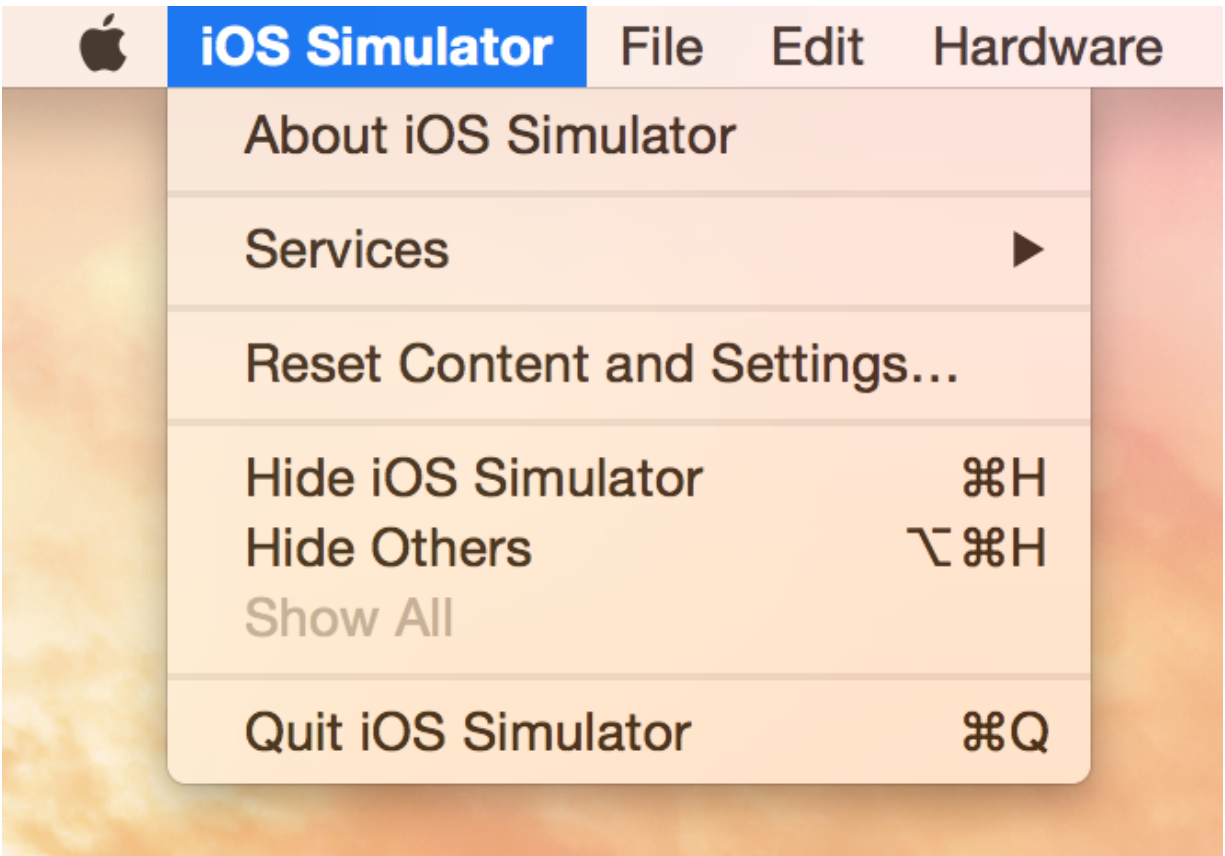 iOS Simulator File Edit Hardware
About iOS Simulator
Services ▶
Reset Content and Settings...
Hide iOS Simulator ⌘H
Hide Others ⌥⌘H
Show All
Quit iOS Simulator ⌘Q